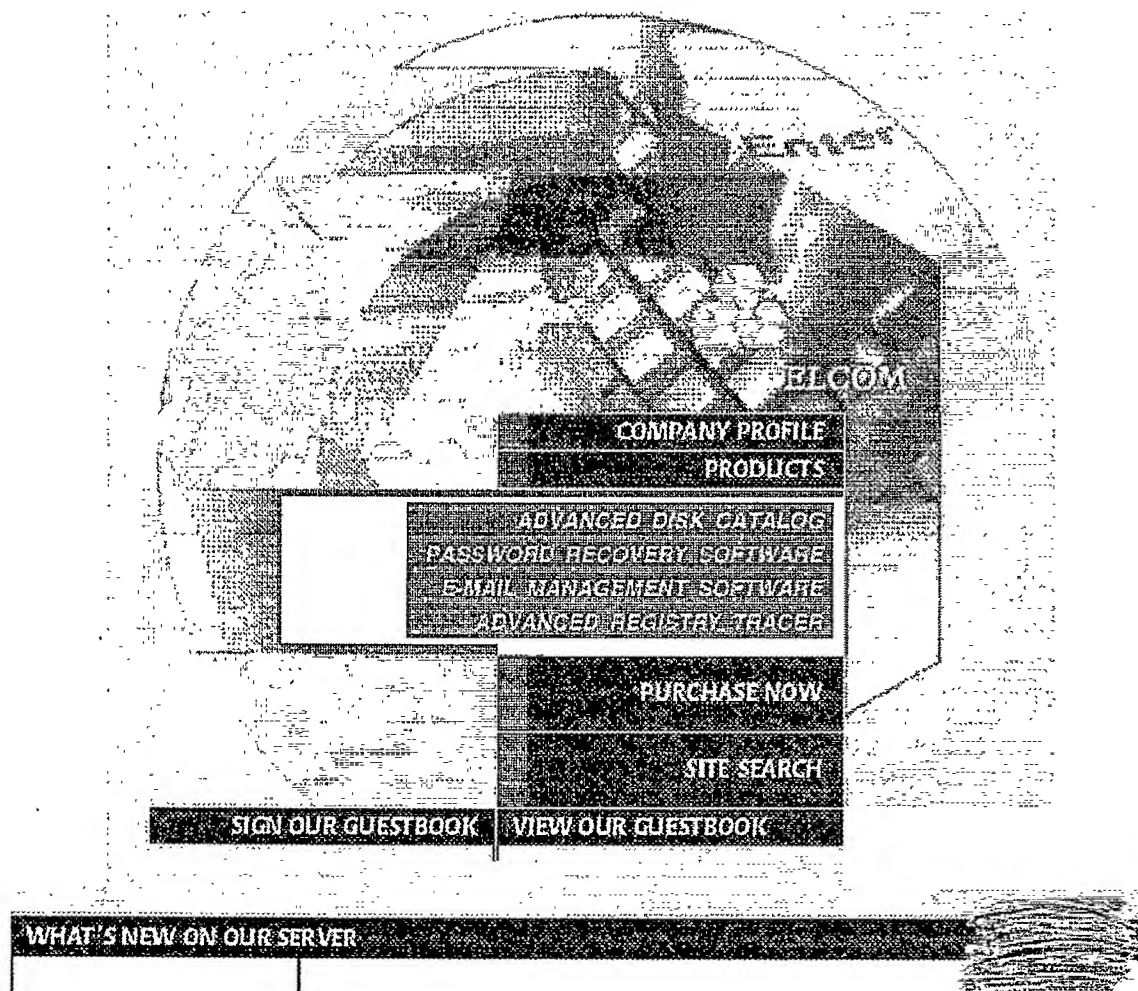 Enter
ELCOM
COMPANY PROFILE
PRODUCTS
ADVANCED DISK CATALOG
PASSWORD RECOVERY SOFTWARE
E-MAIL MANAGEMENT SOFTWARE
ADVANCED REGISTRY TRACER
PURCHASE NOW
SITE SEARCH
SIGN OUR GUESTBOOK VIEW OUR GUESTBOOK
WHAT'S NEW ON OUR SERVER